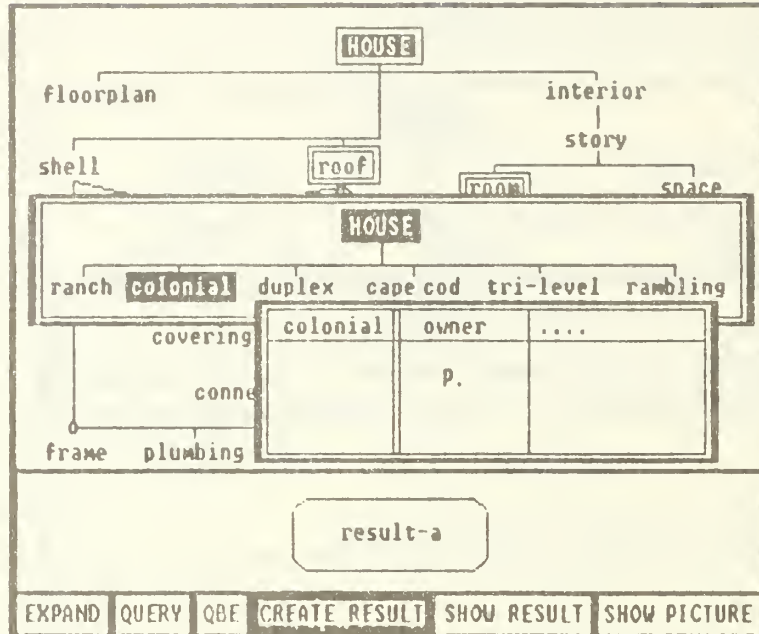 HOUSE
floorplan interior
story
shell roof
room space
HOUSE
ranch colonial duplex cape cod tri-level rambling
colonial owner ....
covering
P.
conne
frame plumbing
result-a
EXPAND QUERY QBE CREATE RESULT SHOW RESULT SHOW PICTURE